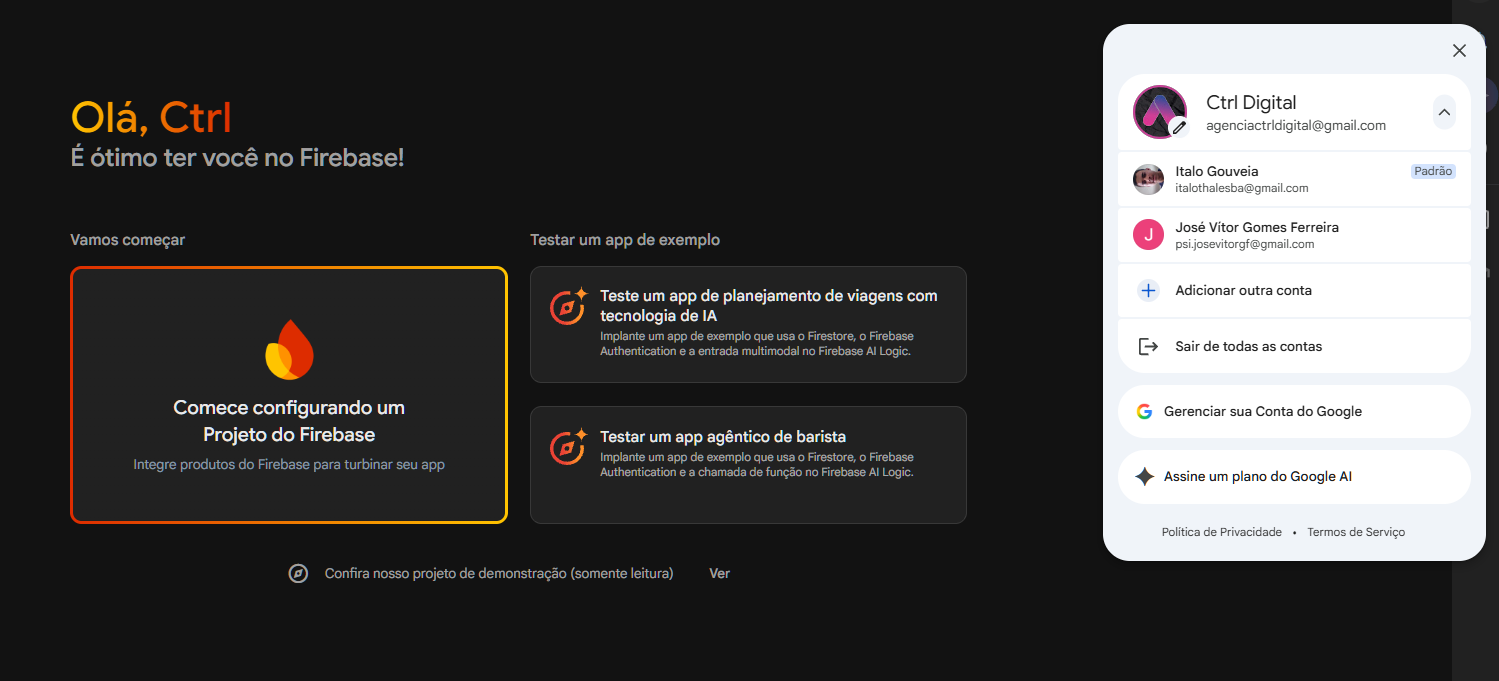 Olá, Ctrl
É ótimo ter você no Firebase!
Vamos começar
Comece configurando um
Projeto do Firebase
Integre produtos do Firebase para turbinar seu app
Testar um app de exemplo
Teste um app de planejamento de viagens com
tecnologia de IA
Implante um app de exemplo que usa o Firestore, o Firebase
Authentication e a entrada multimodal no Firebase AI Logic.
Testar um app agêntico de barista
Implante um app de exemplo que usa o Firestore, o Firebase
Authentication e a chamada de função no Firebase AI Logic.
Confira nosso projeto de demonstração (somente leitura)
Ver
Ctrl Digital
agenciactrldigital@gmail.com
Italo Gouveia
Padrão
italothalesba@gmail.com
J
José Vítor Gomes Ferreira
psi.josevitorgf@gmail.com
Adicionar outra conta
Sair de todas as contas
Gerenciar sua Conta do Google
Assine um plano do Google AI
Política de Privacidade • Termos de Serviço